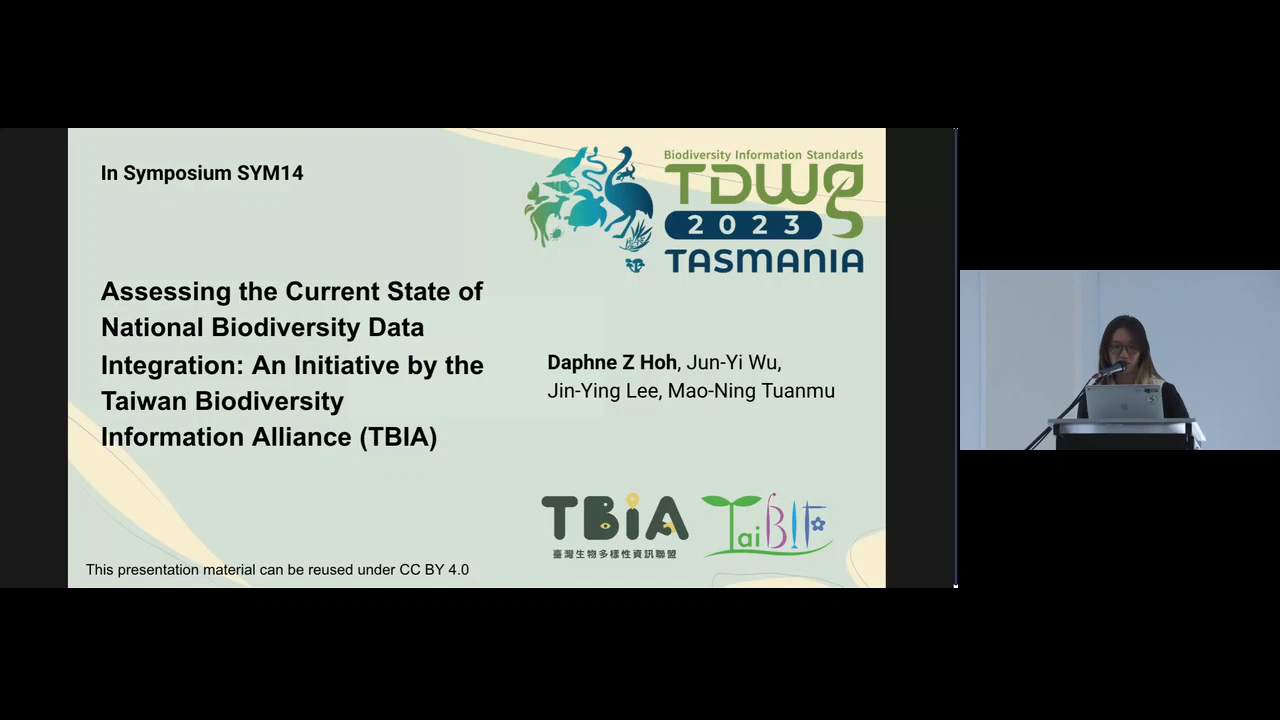 In Symposium SYM14
Biodiversity Information Standards
TDWG
2023
TASMANIA
Assessing the Current State of
National Biodiversity Data
Integration: An Initiative by the
Taiwan Biodiversity
Information Alliance (TBIA)
Daphne Z Hoh, Jun-Yi Wu,
Jin-Ying Lee, Mao-Ning Tuanmu
TBiA
臺灣生物多樣性資訊聯盟
TaiBIF
This presentation material can be reused under CC BY 4.0